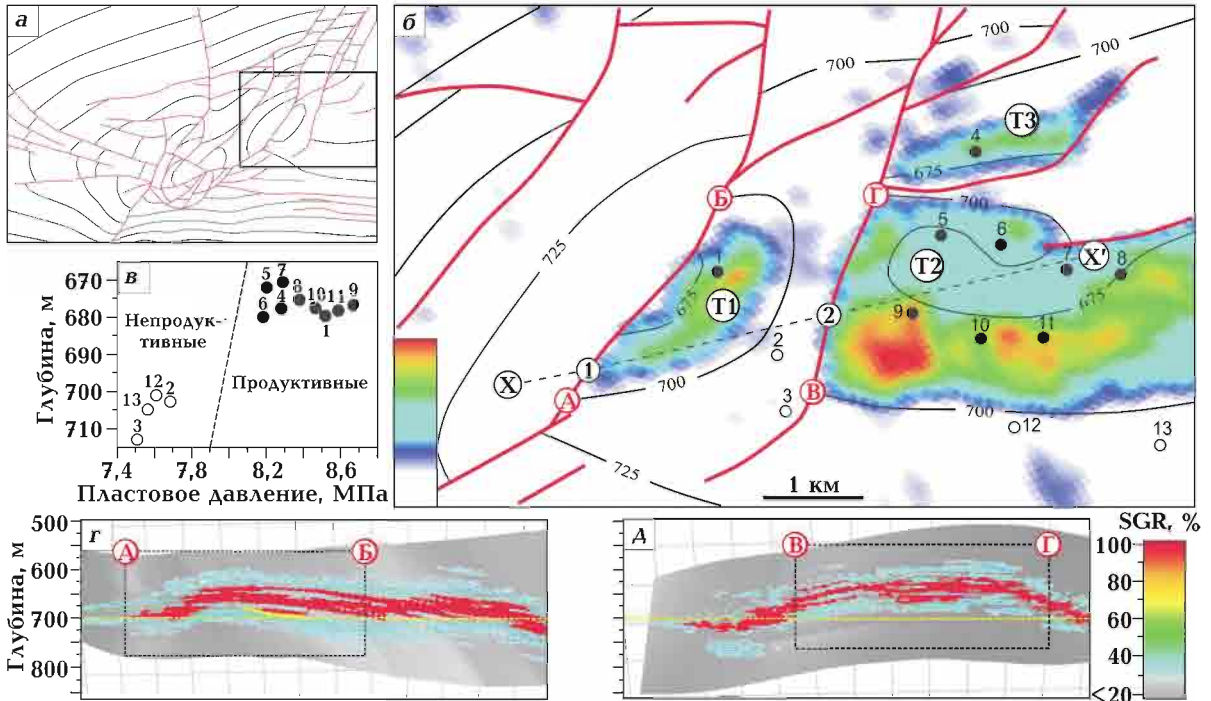 а
б
700
700
Т3
4
675
Б
Г
700
725
5
6
1
Т2
7
X'
8
675
Т1
675
9
2
10
11
2
X
1
А
700
3
В
700
12
13
725
1 км
в
Глубина, м
670
680
690
700
710
5
7
8
6
4
10
11
9
1
Непродук-
тивные
Продуктивные
12
2
13
3
7,4
7,8
8,2
8,6
Пластовое давление, МПа
г
А
Б
Глубина, м
500
600
700
800
д
В
Г
SGR, %
100
80
60
40
<20